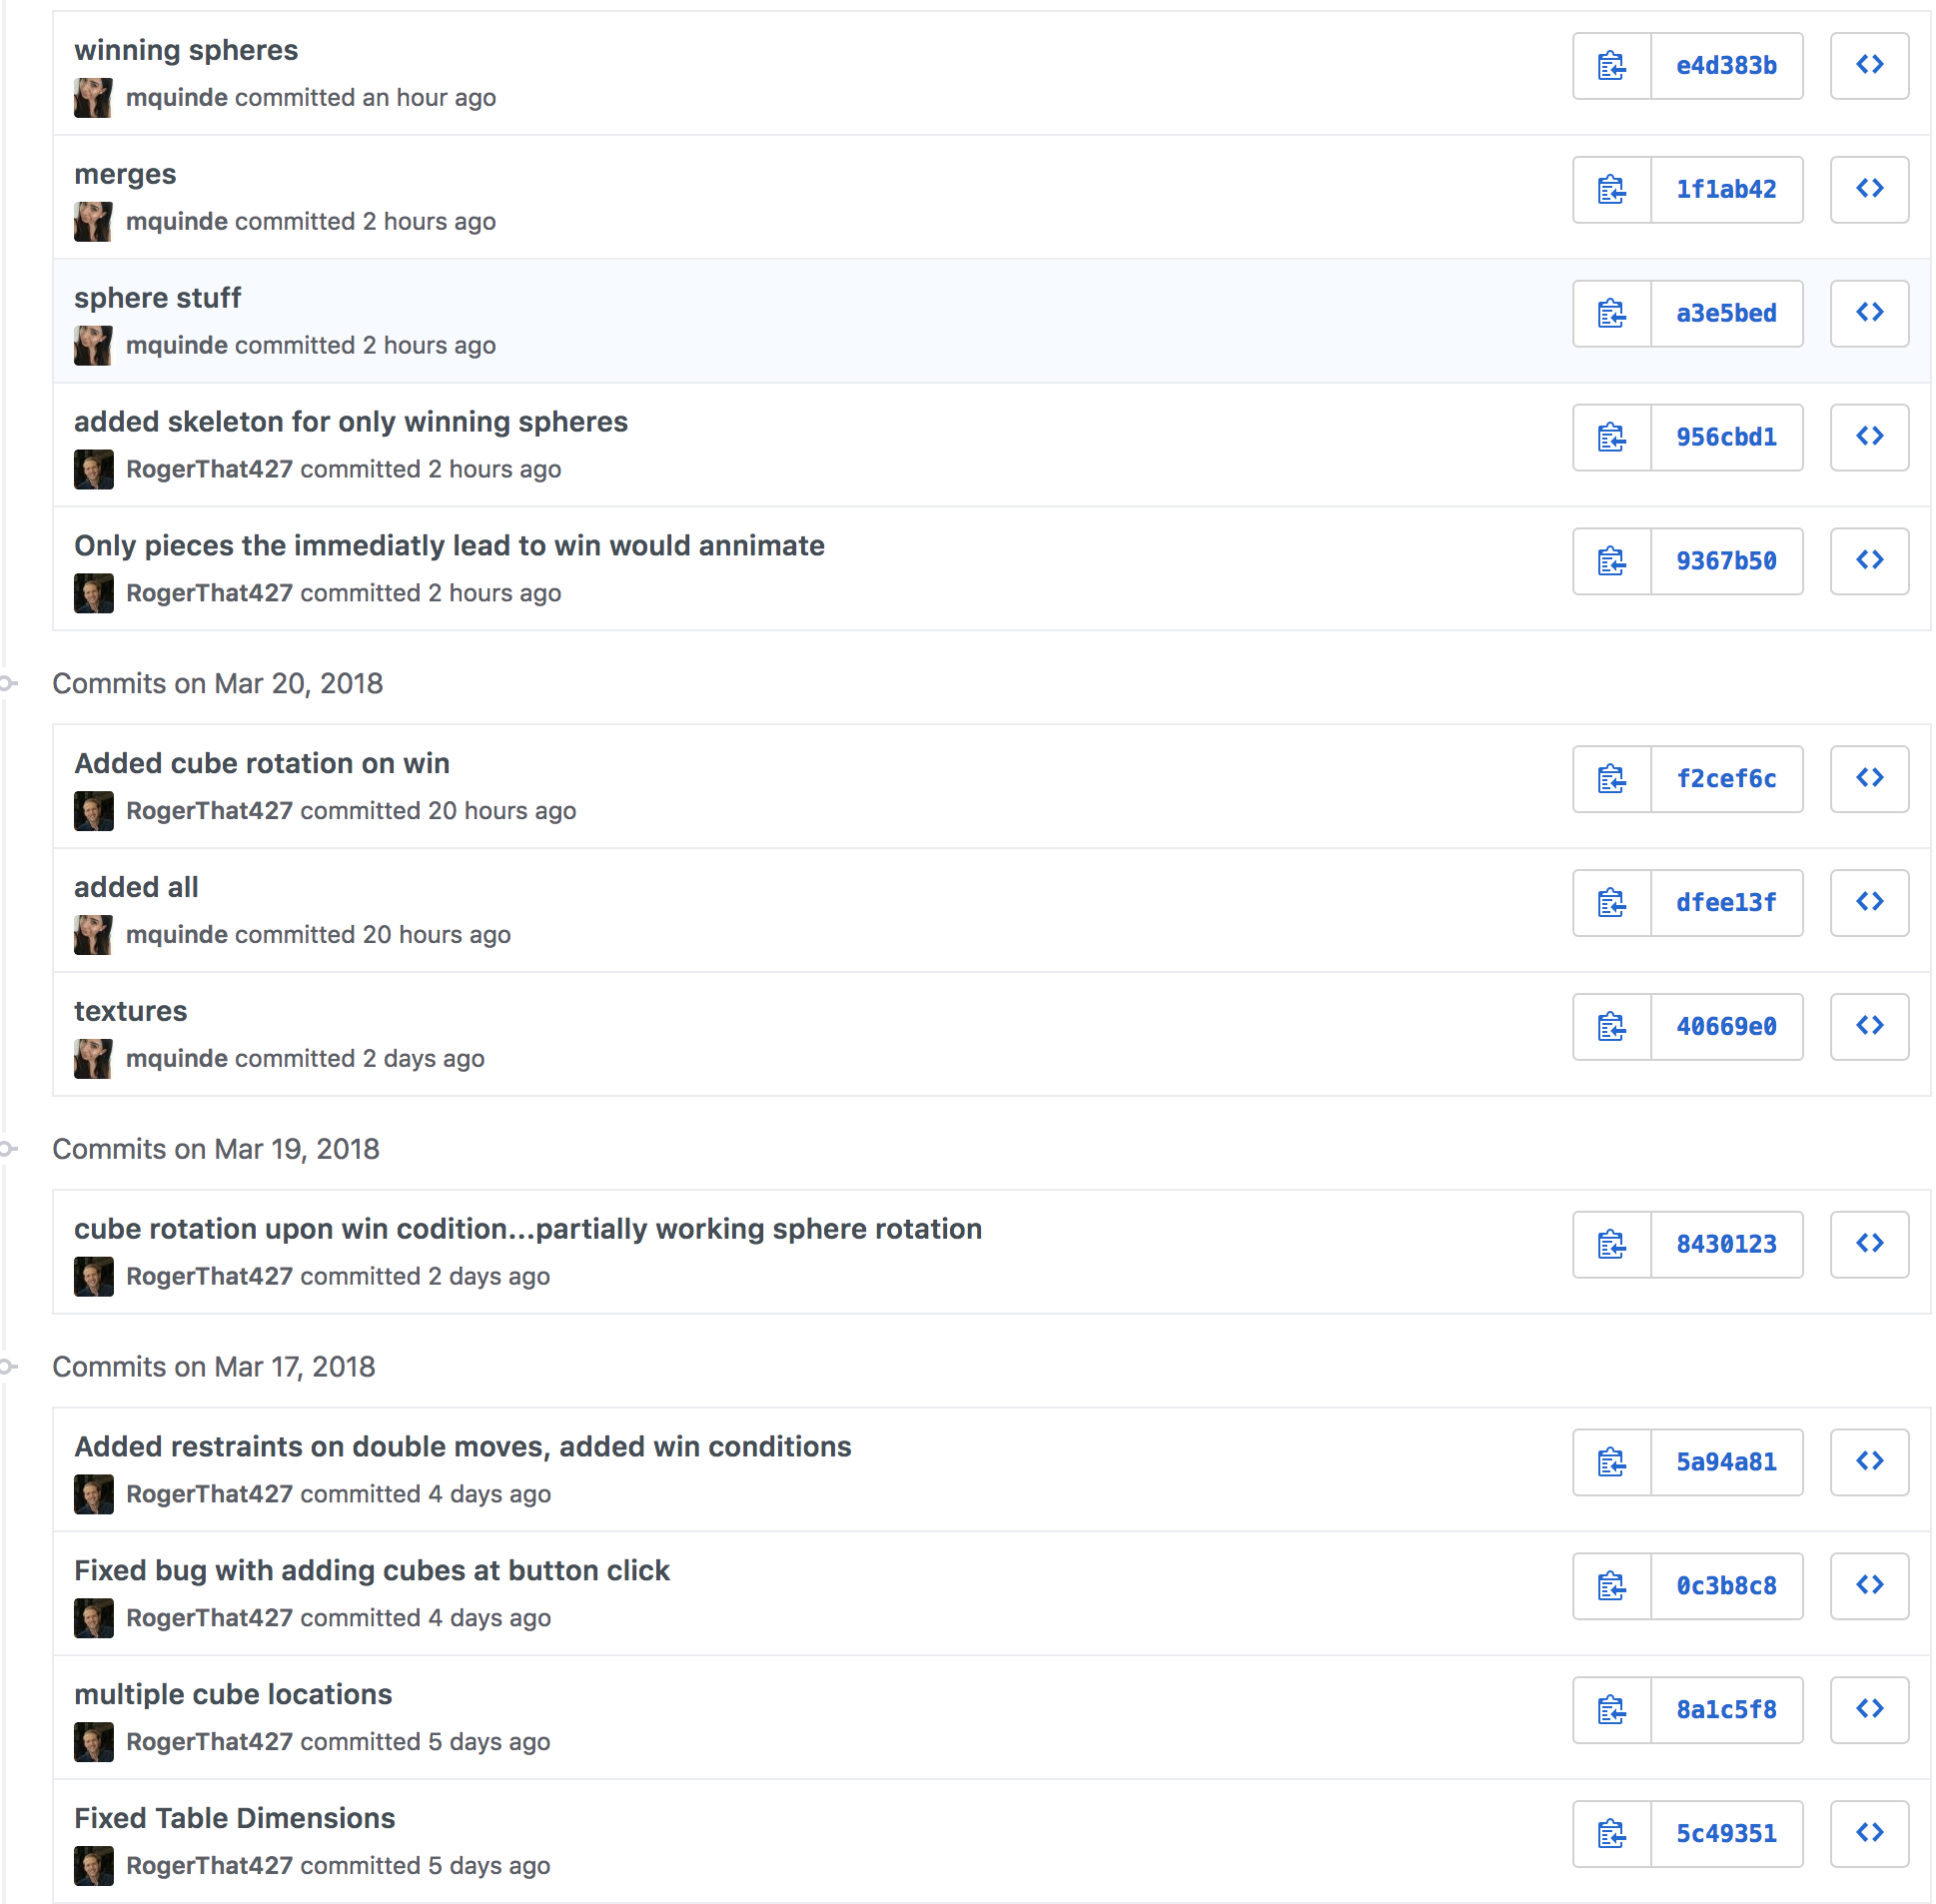 winning spheres
e4d383b
mquinde committed an hour ago
merges
1f1ab42
mquinde committed 2 hours ago
sphere stuff
a3e5bed
mquinde committed 2 hours ago
added skeleton for only winning spheres
956cbd1
RogerThat427 committed 2 hours ago
Only pieces the immediatly lead to win would annimate
9367b50
RogerThat427 committed 2 hours ago
Commits on Mar 20, 2018
Added cube rotation on win
f2cef6c
RogerThat427 committed 20 hours ago
added all
dfee13f
mquinde committed 20 hours ago
textures
40669e0
mquinde committed 2 days ago
Commits on Mar 19, 2018
cube rotation upon win codition...partially working sphere rotation
8430123
RogerThat427 committed 2 days ago
Commits on Mar 17, 2018
Added restraints on double moves, added win conditions
5a94a81
RogerThat427 committed 4 days ago
Fixed bug with adding cubes at button click
0c3b8c8
RogerThat427 committed 4 days ago
multiple cube locations
8a1c5f8
RogerThat427 committed 5 days ago
Fixed Table Dimensions
5c49351
RogerThat427 committed 5 days ago